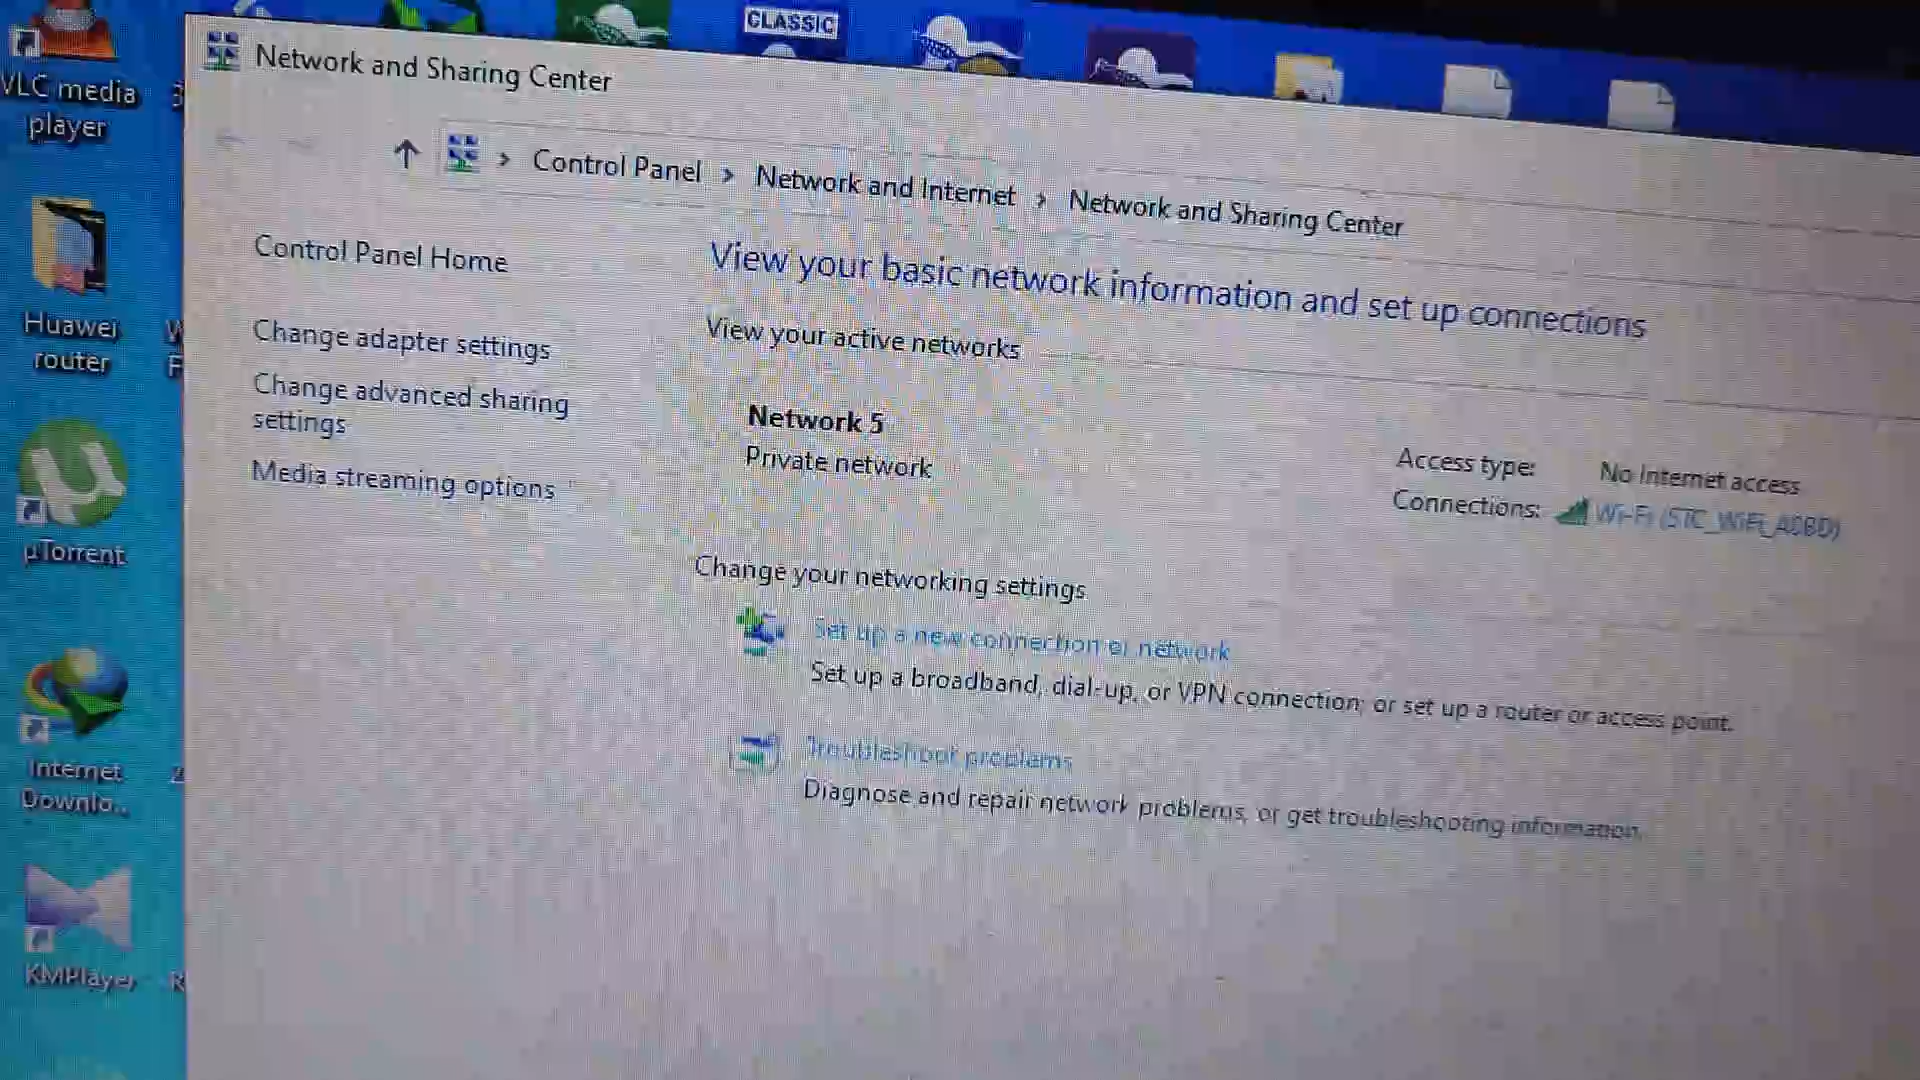 CLASSIC
Network and Sharing Center
VLC media
player
Control Panel > Network and Internet > Network and Sharing Center
Control Panel Home
View your basic network information and set up connections
Change adapter settings
View your active networks
Change advanced sharing
settings
Media streaming options
Network 5
Private network
Access type: No Internet access
Connections: Wi-Fi
Change your networking settings
Set up a new connection or network
Set up a broadband, dial-up, or VPN connection; or set up a router or access point.
Troubleshoot problems
Diagnose and repair network problems, or get troubleshooting information.
Huawei
router
µTorrent
Internet
Downlo...
KMPlayer